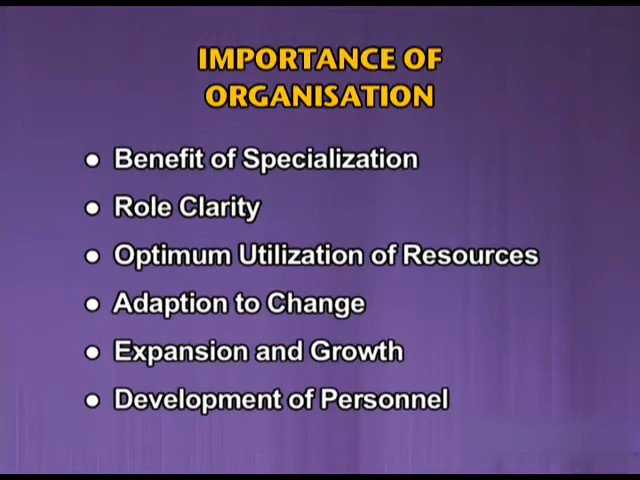 IMPORTANCE OF
ORGANISATION
• Benefit of Specialization
• Role Clarity
• Optimum Utilization of Resources
• Adaption to Change
• Expansion and Growth
• Development of Personnel